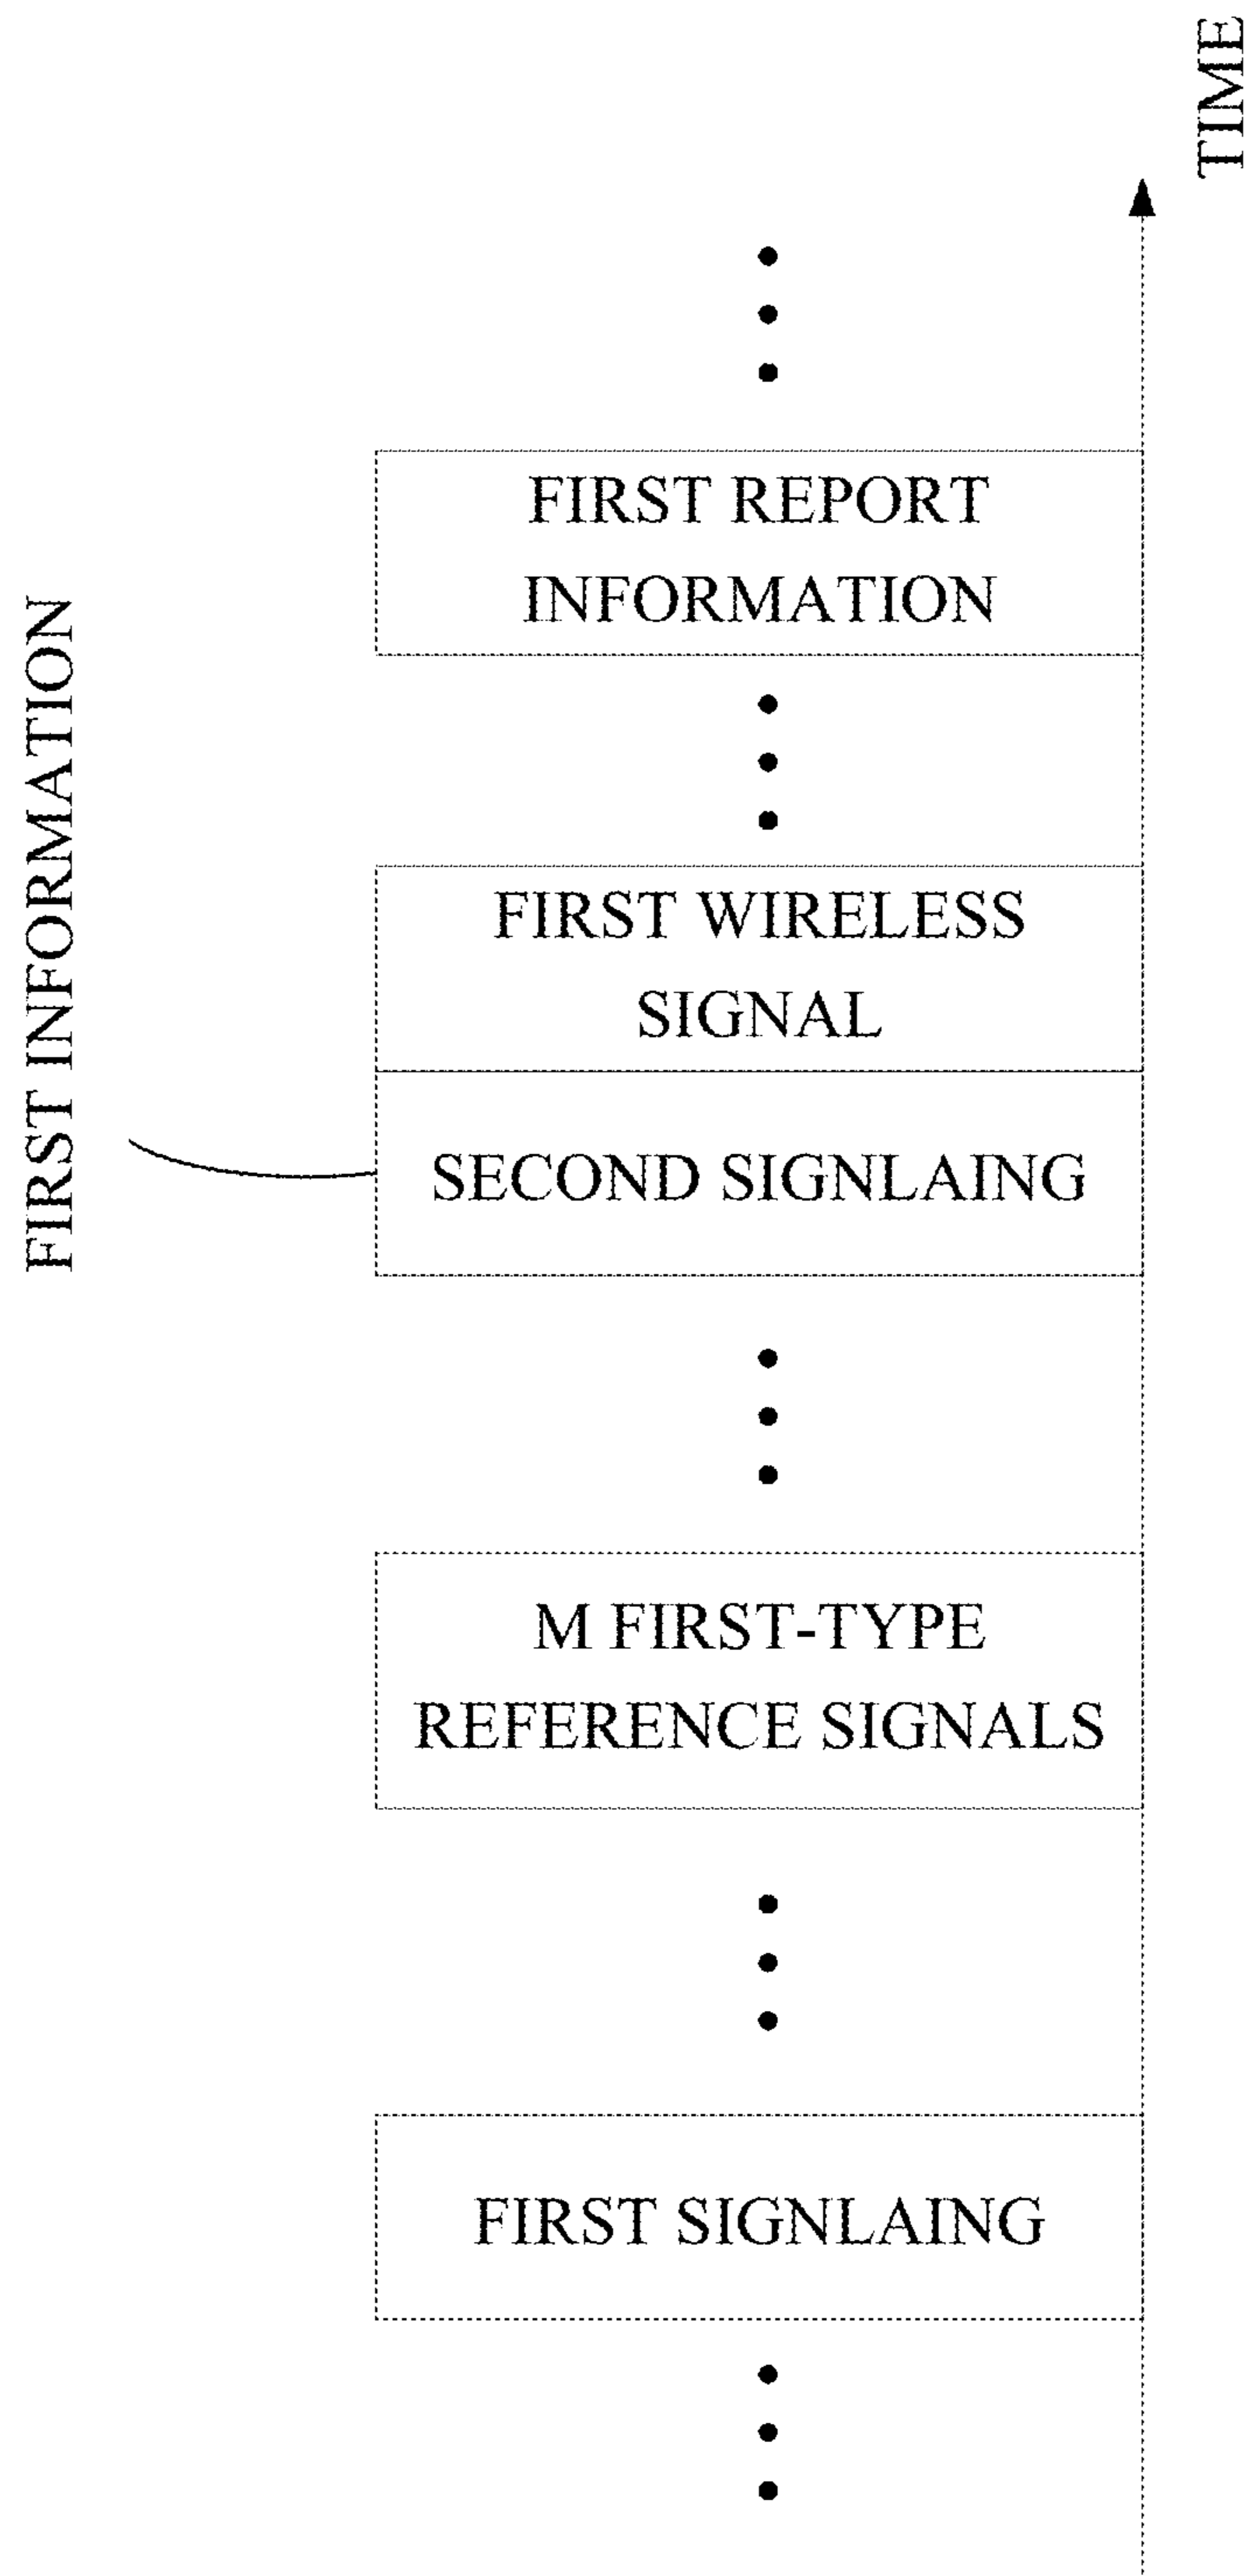 TIME
FIRST REPORT
INFORMATION
FIRST INFORMATION
FIRST WIRELESS
SIGNAL
SECOND SIGNLAING
M FIRST-TYPE
REFERENCE SIGNALS
FIRST SIGNLAING